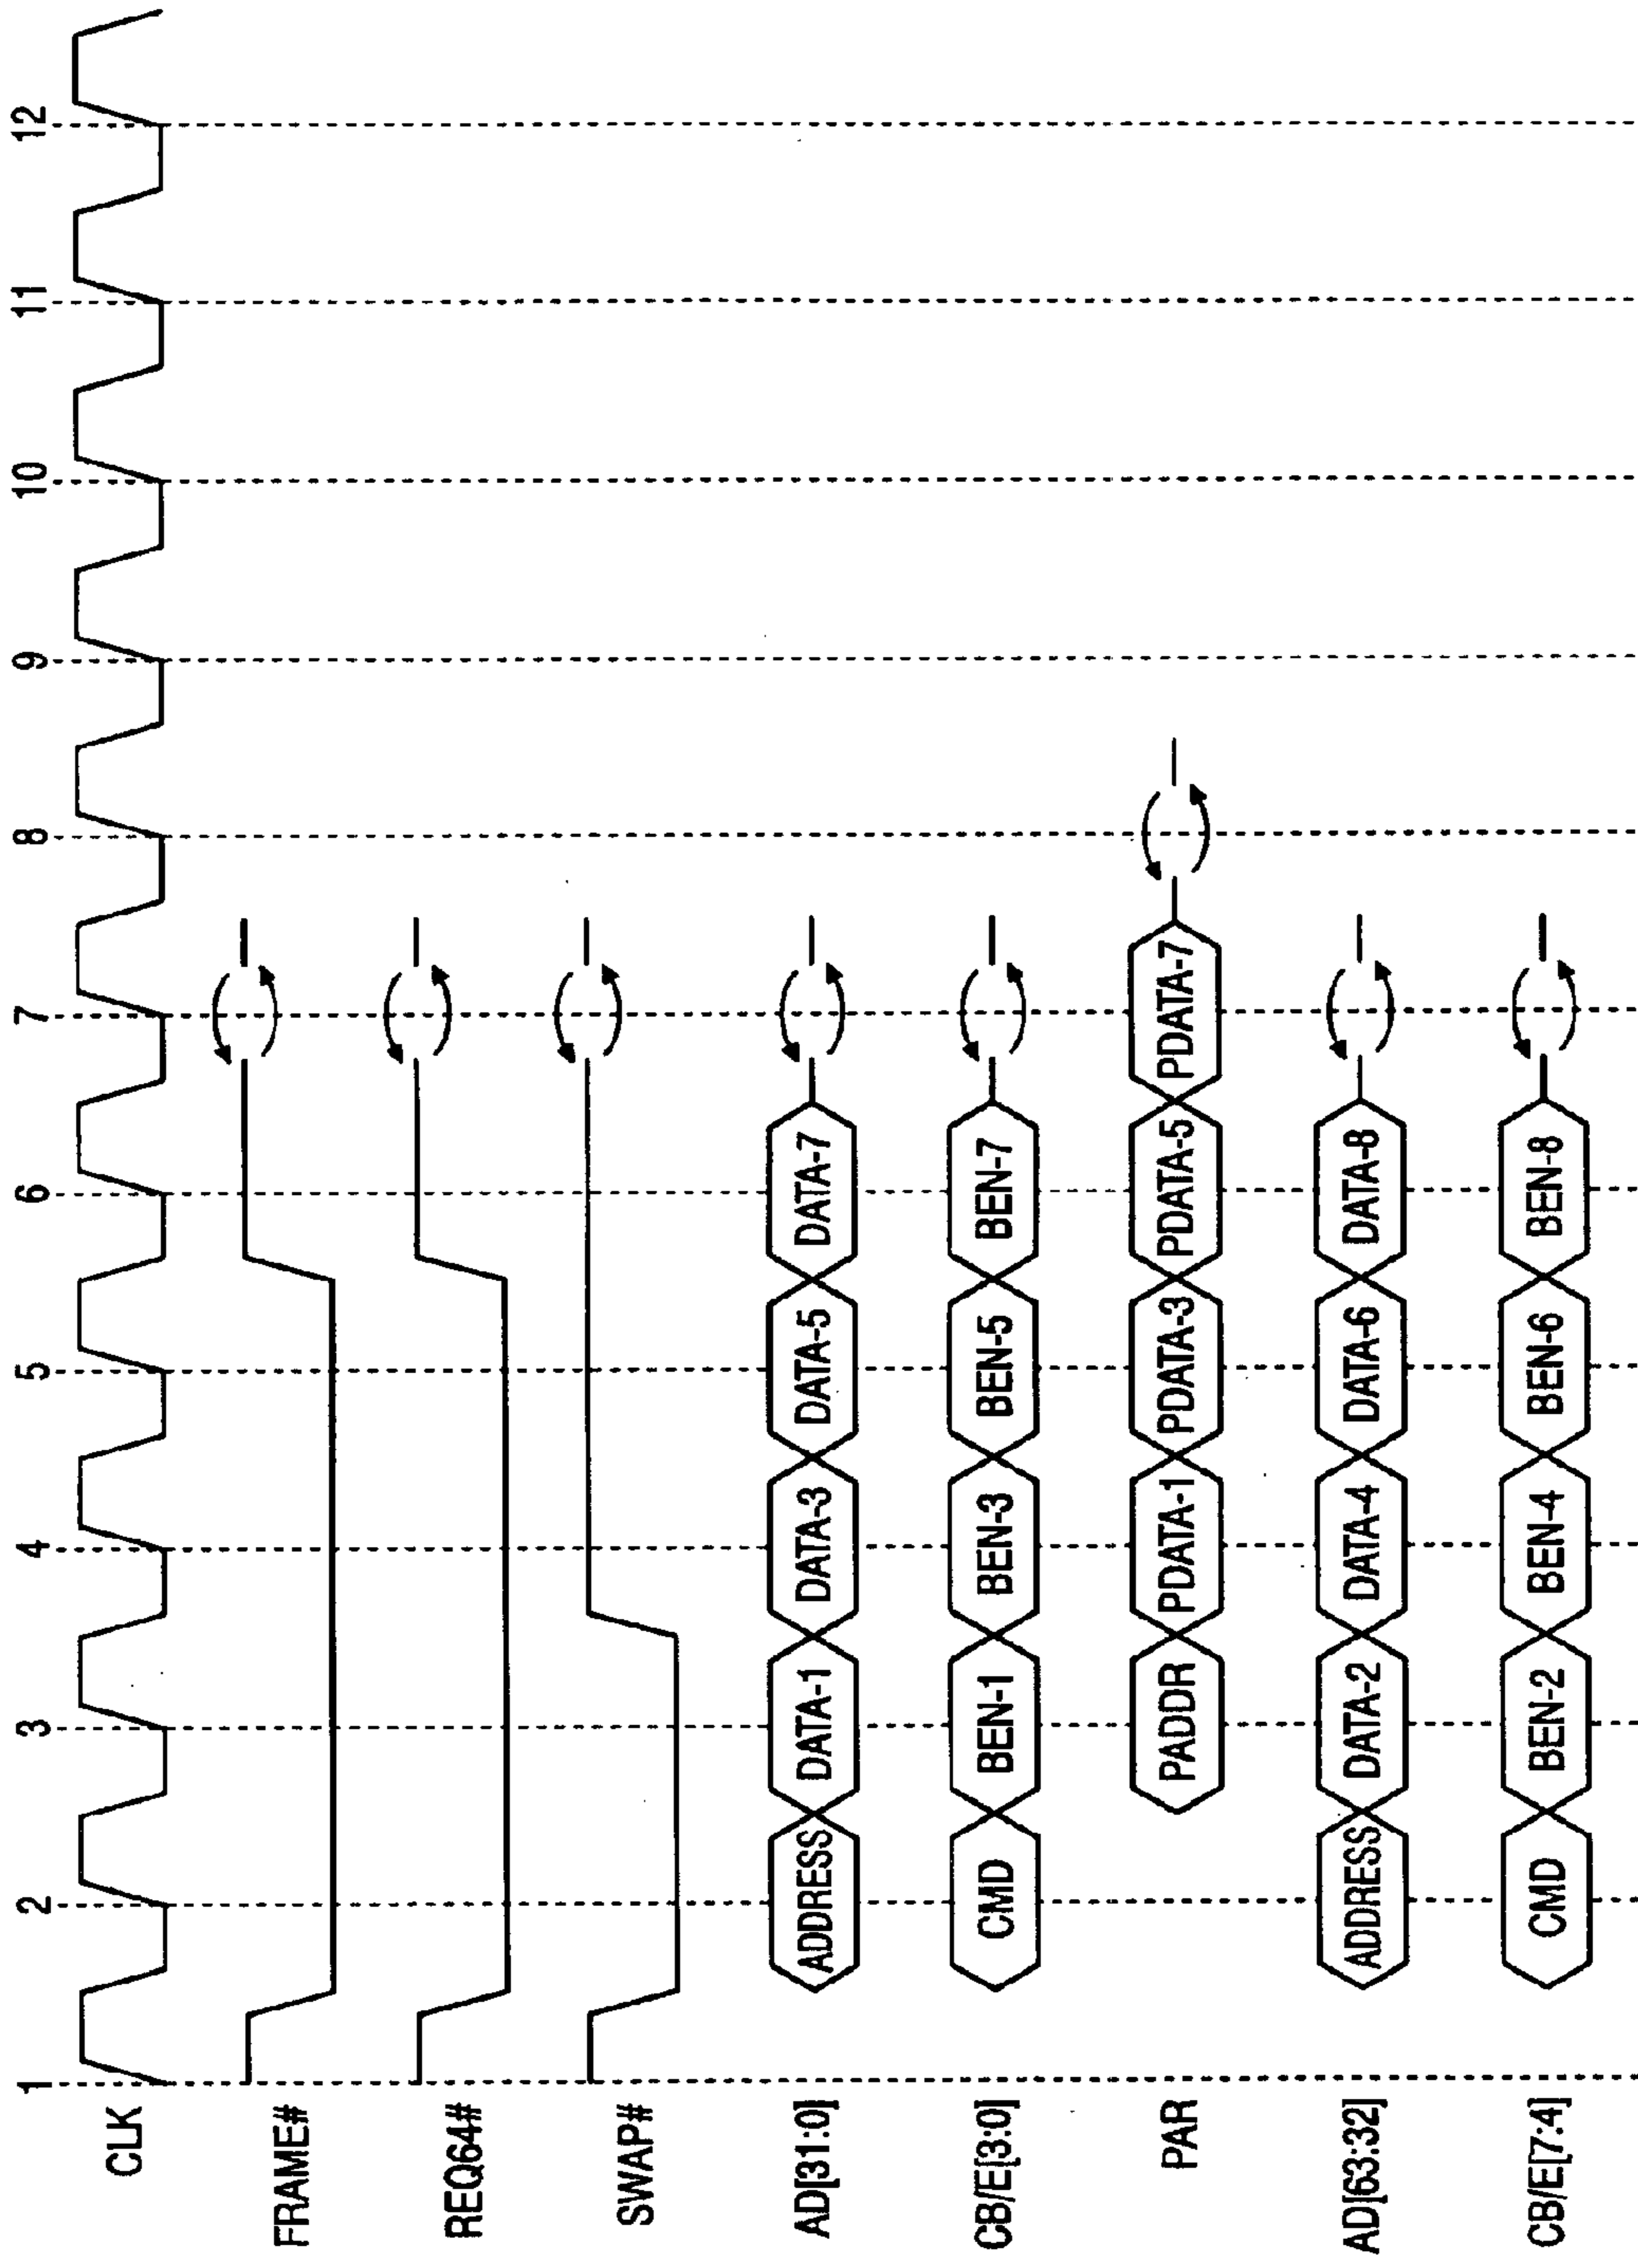 1 2 3 4 5 6 7 8 9 10 11 12
CLK
FRAME#
REQ64#
SWAP#
AD[31:0] ADDRESS DATA-1 DATA-3 DATA-5 DATA-7
CB/E[3:0] CMD BEN-1 BEN-3 BEN-5 BEN-7
PAR PADDR PDATA-1 PDATA-3 PDATA-5 PDATA-7
AD[63:32] ADDRESS DATA-2 DATA-4 DATA-6 DATA-8
CB/E[7:4] CMD BEN-2 BEN-4 BEN-6 BEN-8